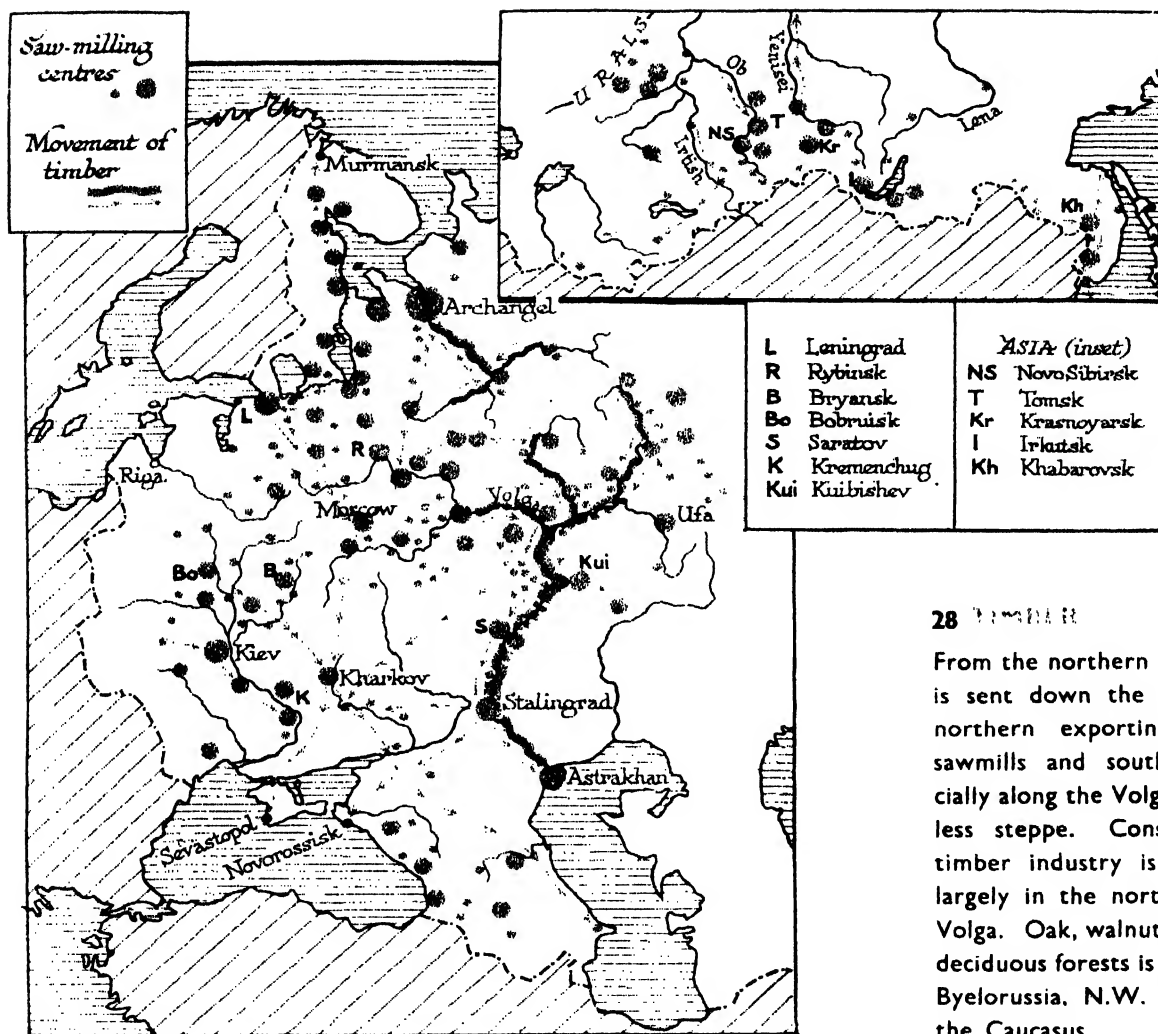 Saw-milling
centres
Movement of
timber
Murmansk
Archangel
L
R
Riga
Moscow
Volga
Ufa
Bo
B
Kui
S
Kiev
K
Kharkov
Stalingrad
Astrakhan
Sevastopol
Novorossisk
URALS
Ob
Yenisei
Lena
NS
T
Kr
Irtish
I
Kh
L Leningrad
R Rybinsk
B Bryansk
Bo Bobruisk
S Saratov
K Kremenchug
Kui Kuibishev
ASIA (inset)
NS NovoSibirsk
T Tomsk
Kr Krasnoyarsk
I Irkutsk
Kh Khabarovsk
28 TIMBER
From the northern
is sent down the
northern exportin
sawmills and south
cially along the Volg
less steppe. Cons
timber industry is
largely in the nort
Volga. Oak, walnut
deciduous forests is
Byelorussia, N.W.
the Caucasus